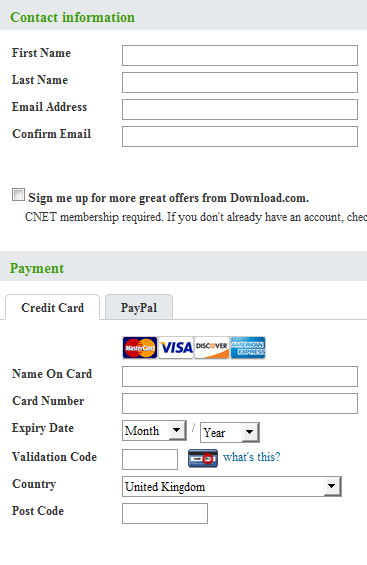 Contact information
First Name
Last Name
Email Address
Confirm Email
Sign me up for more great offers from Download.com.
CNET membership required. If you don't already have an account, chec
Payment
Credit Card PayPal
MasterCard VISA DISCOVER AMERICAN EXPRESS
Name On Card
Card Number
Expiry Date Month / Year
Validation Code what's this?
Country United Kingdom
Post Code